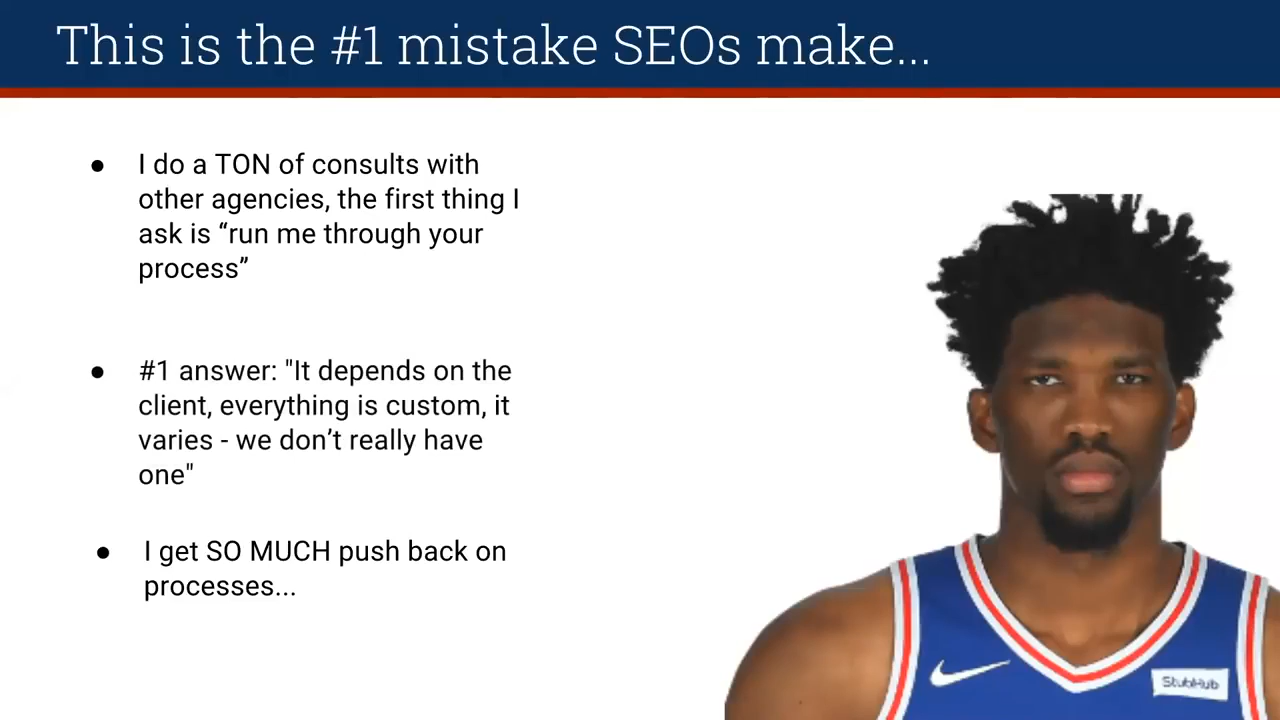 This is the #1 mistake SEOs make...
● I do a TON of consults with
other agencies, the first thing I
ask is “run me through your
process”
● #1 answer: "It depends on the
client, everything is custom, it
varies - we don’t really have
one"
● I get SO MUCH push back on
processes...
StubHub